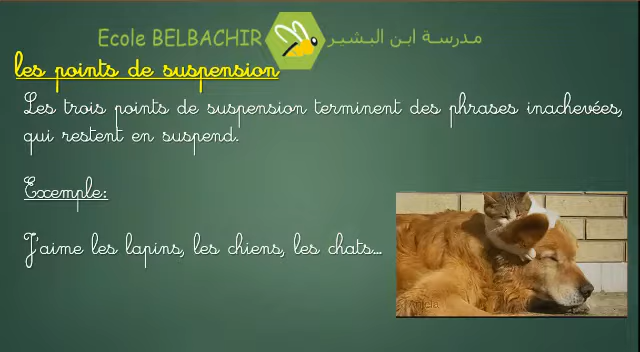 Ecole BELBACHIR مدرسة ابن البشير
les points de suspension
Les trois points de suspension terminent des phrases inachevées,
qui restent en suspend.
Exemple:
J'aime les lapins, les chiens, les chats...